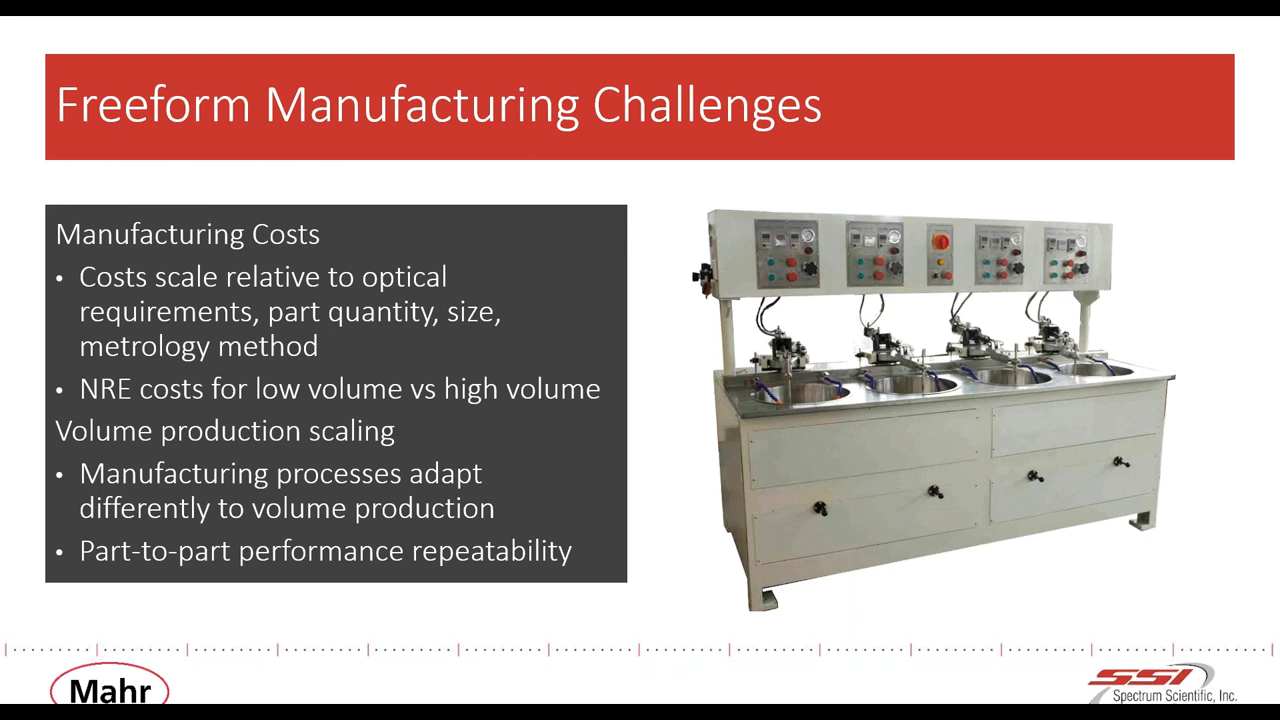 Freeform Manufacturing Challenges
Manufacturing Costs
• Costs scale relative to optical
requirements, part quantity, size,
metrology method
• NRE costs for low volume vs high volume
Volume production scaling
• Manufacturing processes adapt
differently to volume production
• Part-to-part performance repeatability
Mahr
SSI
Spectrum Scientific, Inc.